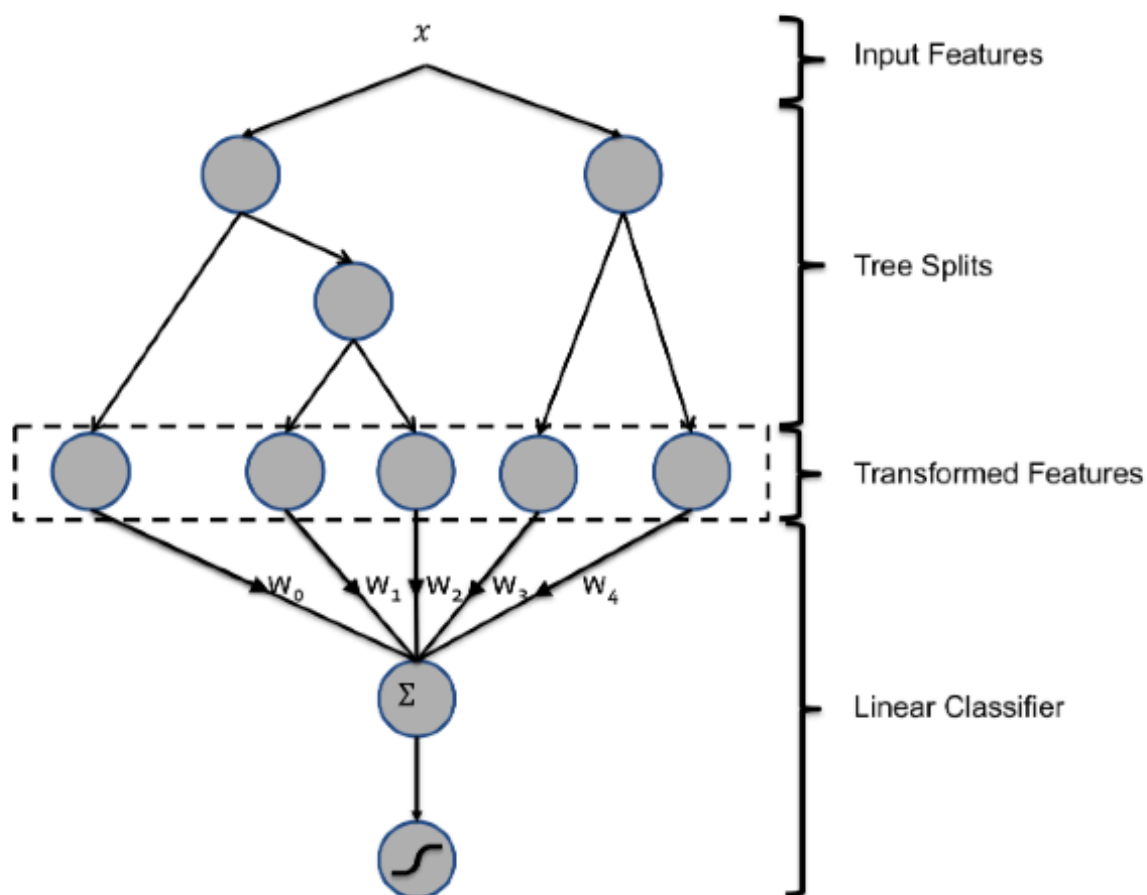 x
Input Features
Tree Splits
Transformed Features
W₀ W₁ W₂ W₃ W₄
Σ
Linear Classifier